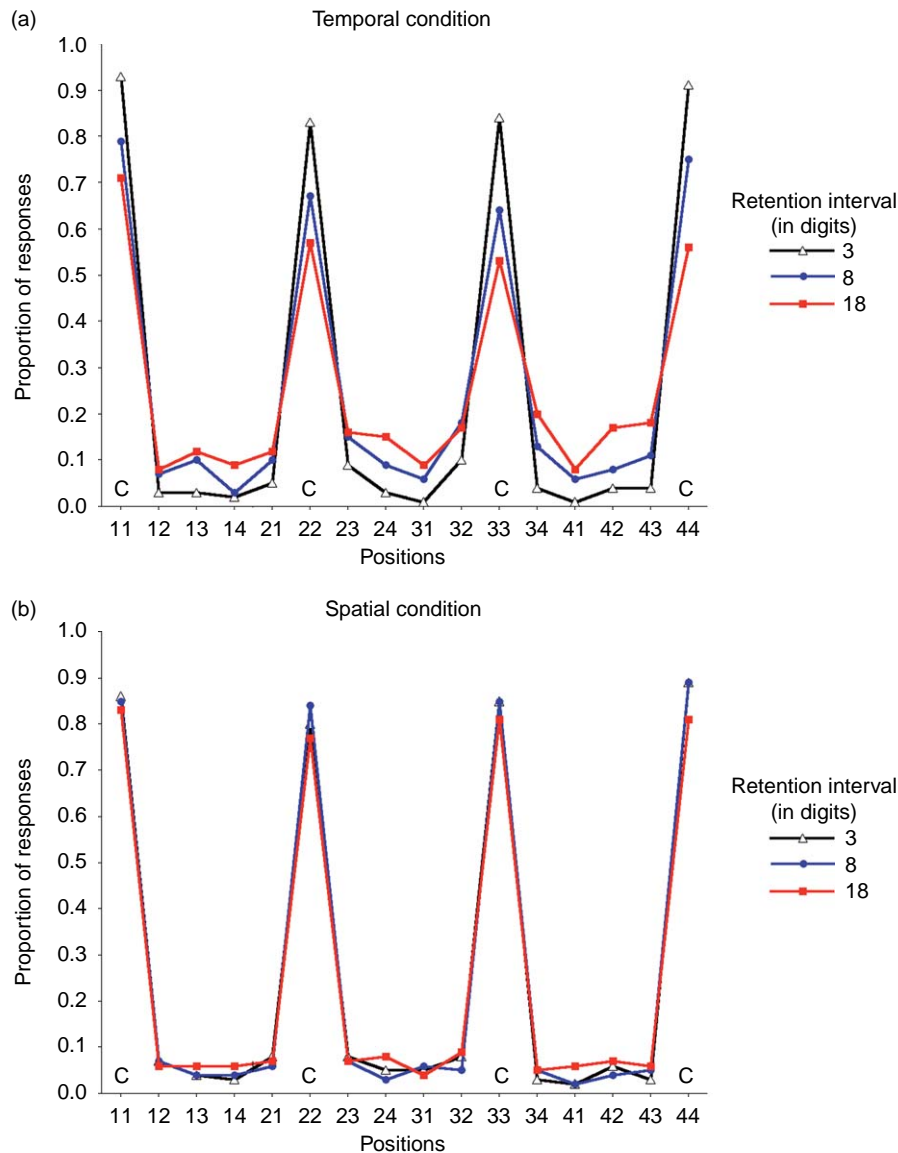 (a)
Temporal condition
1.0
0.9
0.8
0.7
0.6
0.5
0.4
0.3
0.2
0.1
0.0
Proportion of responses
C C C C
11 12 13 14 21 22 23 24 31 32 33 34 41 42 43 44
Positions
Retention interval
(in digits)
3
8
18
(b)
Spatial condition
1.0
0.9
0.8
0.7
0.6
0.5
0.4
0.3
0.2
0.1
0.0
Proportion of responses
C C C C
11 12 13 14 21 22 23 24 31 32 33 34 41 42 43 44
Positions
Retention interval
(in digits)
3
8
18